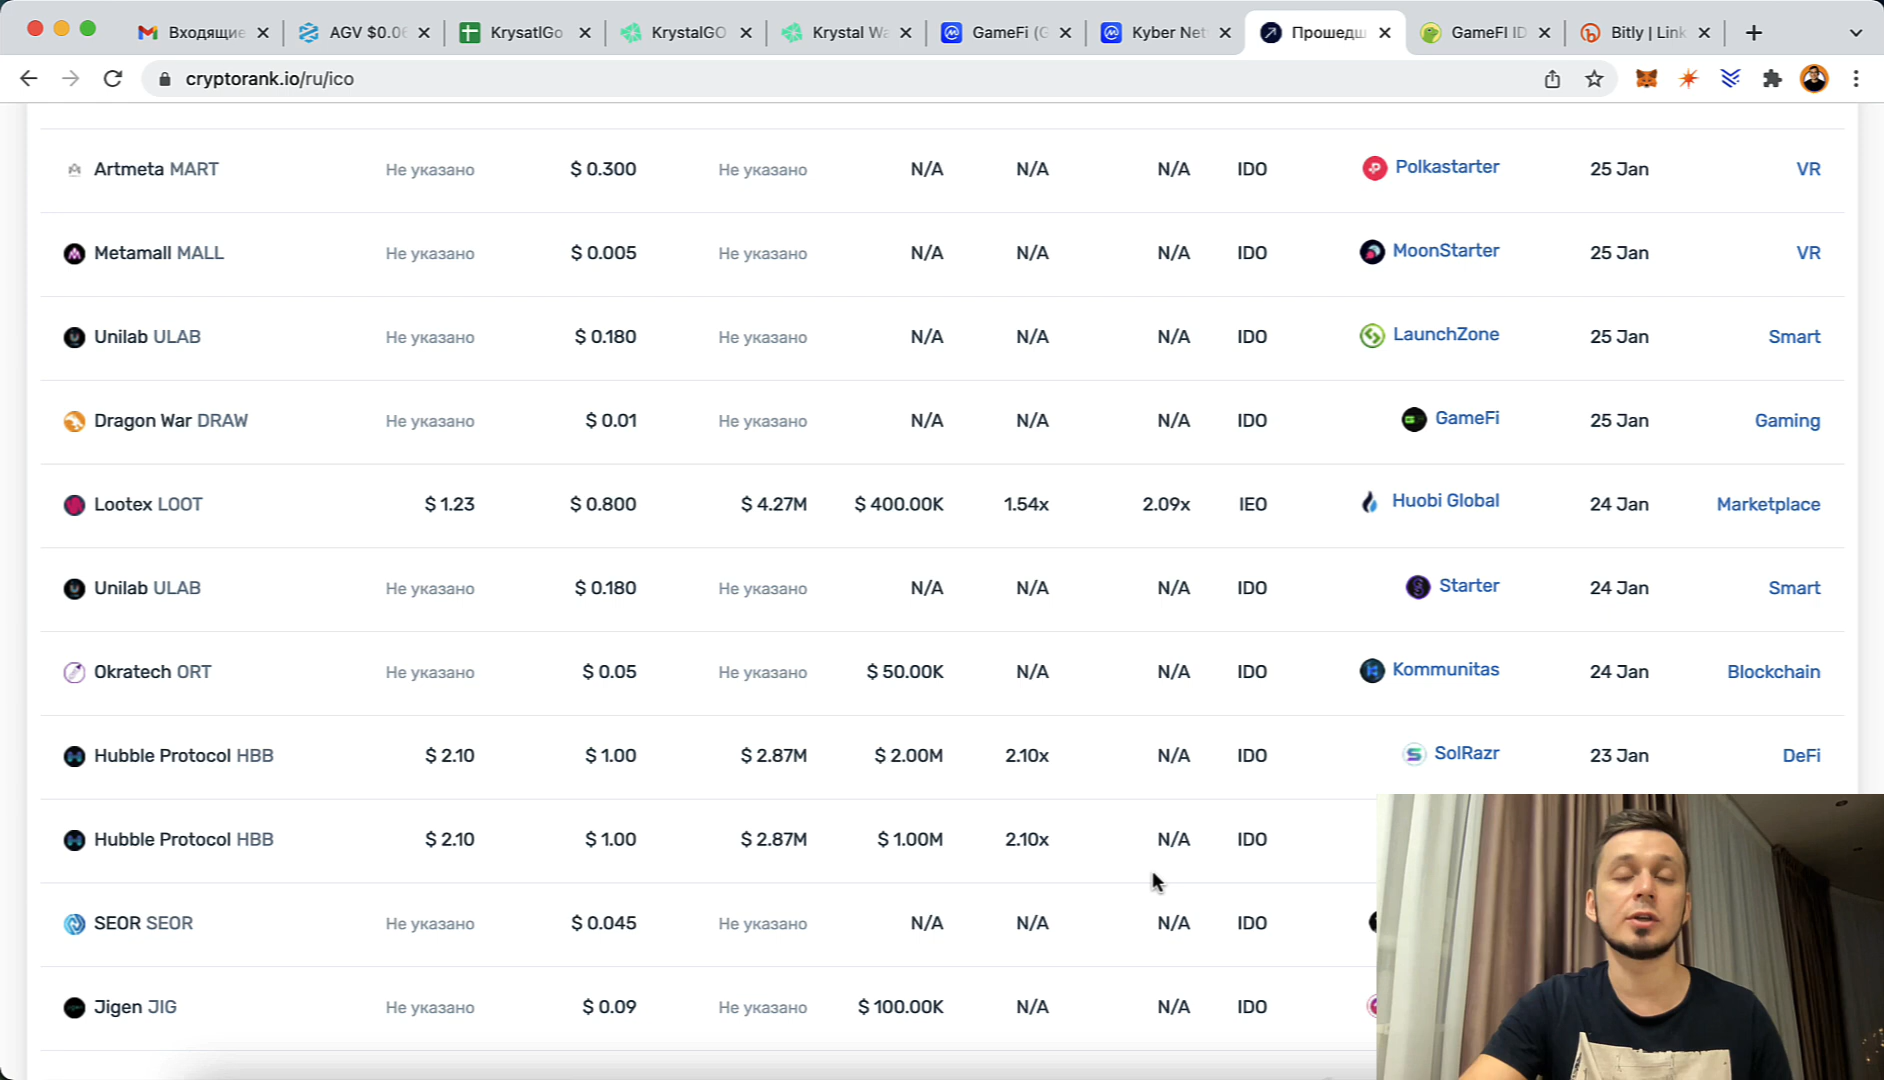 Входящие
AGV $0.06
KrysatlGo
KrystalGO
Krystal Wa
GameFi (G
Kyber Net
Прошедш
GameFI ID
Bitly | Link
cryptorank.io/ru/ico
Artmeta MART Не указано $ 0.300 Не указано N/A N/A N/A IDO Polkastarter 25 Jan VR
Metamall MALL Не указано $ 0.005 Не указано N/A N/A N/A IDO MoonStarter 25 Jan VR
Unilab ULAB Не указано $ 0.180 Не указано N/A N/A N/A IDO LaunchZone 25 Jan Smart
Dragon War DRAW Не указано $ 0.01 Не указано N/A N/A N/A IDO GameFi 25 Jan Gaming
Lootex LOOT $ 1.23 $ 0.800 $ 4.27M $ 400.00K 1.54x 2.09x IEO Huobi Global 24 Jan Marketplace
Unilab ULAB Не указано $ 0.180 Не указано N/A N/A N/A IDO Starter 24 Jan Smart
Okratech ORT Не указано $ 0.05 Не указано $ 50.00K N/A N/A IDO Kommunitas 24 Jan Blockchain
Hubble Protocol HBB $ 2.10 $ 1.00 $ 2.87M $ 2.00M 2.10x N/A IDO SolRazr 23 Jan DeFi
Hubble Protocol HBB $ 2.10 $ 1.00 $ 2.87M $ 1.00M 2.10x N/A IDO
SEOR SEOR Не указано $ 0.045 Не указано N/A N/A N/A IDO
Jigen JIG Не указано $ 0.09 Не указано $ 100.00K N/A N/A IDO